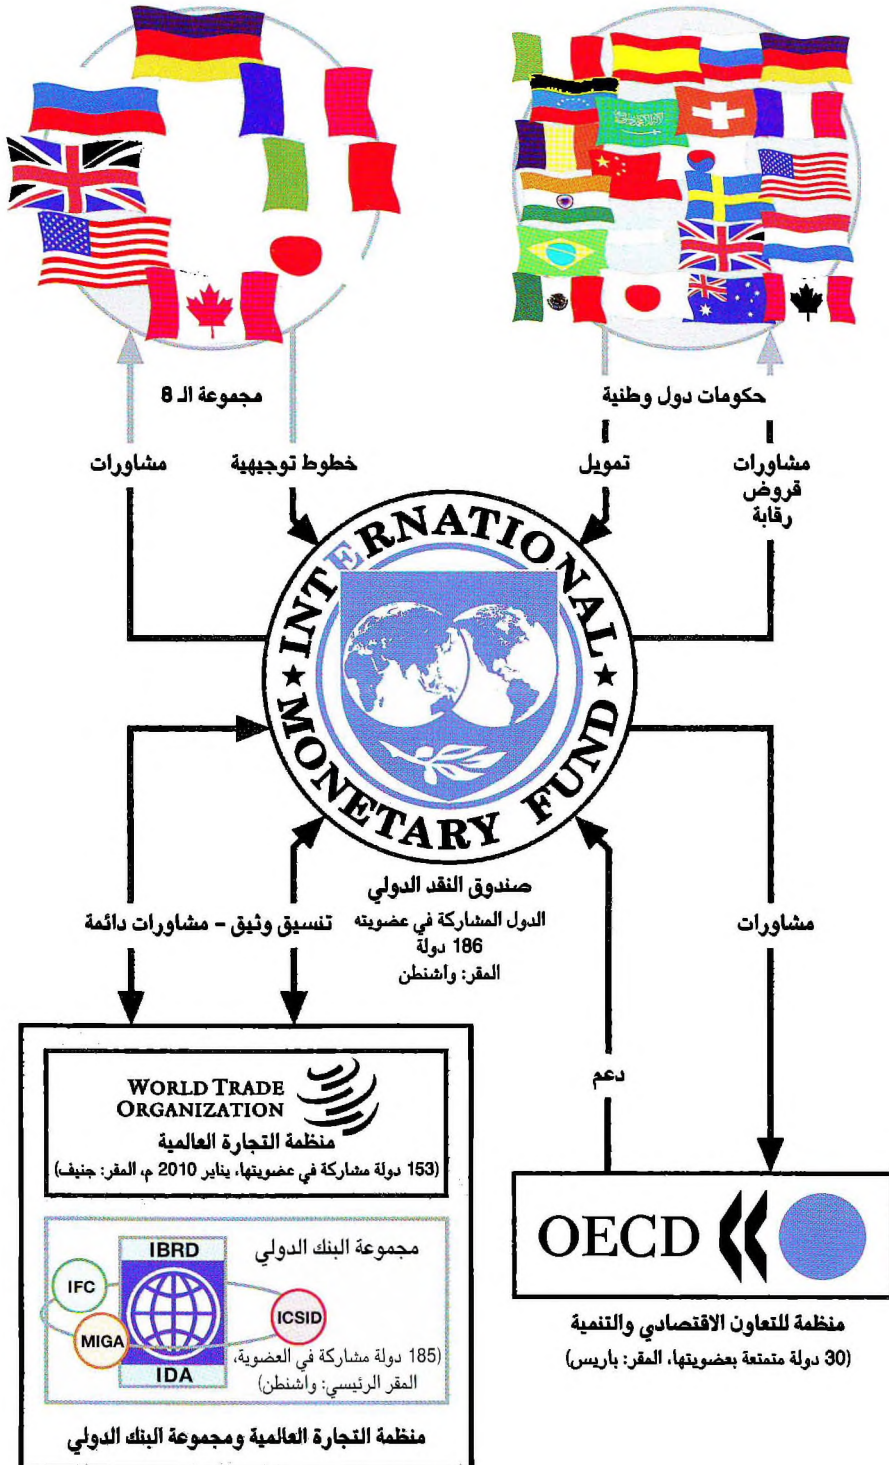 مجموعة الـ 8
حكومات دول وطنية
مشاورات
خطوط توجيهية
تمويل
مشاورات
قروض
رقابة
INTERNATIONAL
MONETARY FUND
صندوق النقد الدولي
الدول المشاركة في عضويته
186 دولة
المقر: واشنطن
تنسيق وثيق – مشاورات دائمة
مشاورات
دعم
WORLD TRADE
ORGANIZATION
منظمة التجارة العالمية
(153 دولة مشاركة في عضويتها، يناير 2010 م، المقر: جنيف)
مجموعة البنك الدولي
IBRD
IFC
ICSID
MIGA
IDA
(185 دولة مشاركة في العضوية،
المقر الرئيسي: واشنطن)
منظمة التجارة العالمية ومجموعة البنك الدولي
OECD
منظمة للتعاون الاقتصادي والتنمية
(30 دولة متمتعة بعضويتها، المقر: باريس)